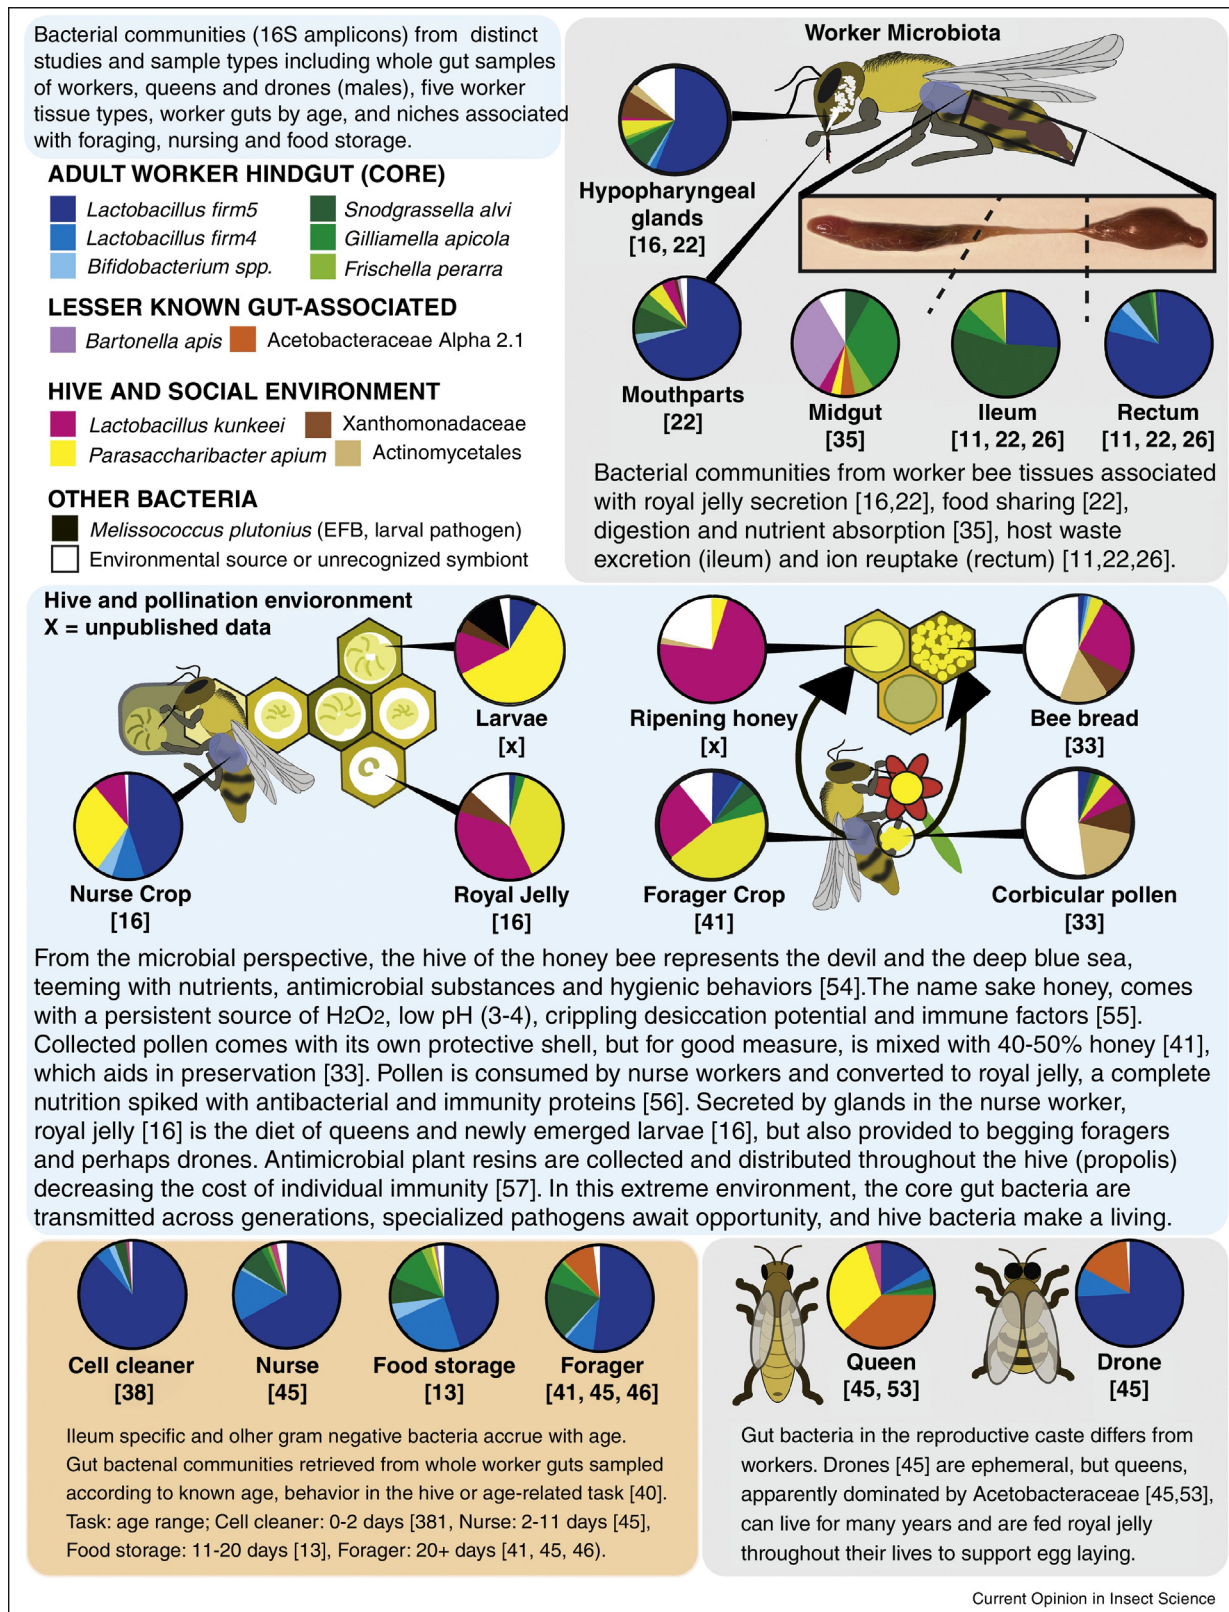 Bacterial communities (16S amplicons) from distinct
studies and sample types including whole gut samples
of workers, queens and drones (males), five worker
tissue types, worker guts by age, and niches associated
with foraging, nursing and food storage.
ADULT WORKER HINDGUT (CORE)
Lactobacillus firm5
Snodgrassella alvi
Lactobacillus firm4
Gilliamella apicola
Bifidobacterium spp.
Frischella perarra
LESSER KNOWN GUT-ASSOCIATED
Bartonella apis
Acetobacteraceae Alpha 2.1
HIVE AND SOCIAL ENVIRONMENT
Lactobacillus kunkeei
Xanthomonadaceae
Parasaccharibacter apium
Actinomycetales
OTHER BACTERIA
Melissococcus plutonius (EFB, larval pathogen)
Environmental source or unrecognized symbiont
Worker Microbiota
Hypopharyngeal
glands
[16, 22]
Mouthparts
[22]
Midgut
[35]
Ileum
[11, 22, 26]
Rectum
[11, 22, 26]
Bacterial communities from worker bee tissues associated
with royal jelly secretion [16,22], food sharing [22],
digestion and nutrient absorption [35], host waste
excretion (ileum) and ion reuptake (rectum) [11,22,26].
Hive and pollination envioronment
X = unpublished data
Larvae
[x]
Ripening honey
[x]
Bee bread
[33]
Nurse Crop
[16]
Royal Jelly
[16]
Forager Crop
[41]
Corbicular pollen
[33]
From the microbial perspective, the hive of the honey bee represents the devil and the deep blue sea,
teeming with nutrients, antimicrobial substances and hygienic behaviors [54].The name sake honey, comes
with a persistent source of H2O2, low pH (3-4), crippling desiccation potential and immune factors [55].
Collected pollen comes with its own protective shell, but for good measure, is mixed with 40-50% honey [41],
which aids in preservation [33]. Pollen is consumed by nurse workers and converted to royal jelly, a complete
nutrition spiked with antibacterial and immunity proteins [56]. Secreted by glands in the nurse worker,
royal jelly [16] is the diet of queens and newly emerged larvae [16], but also provided to begging foragers
and perhaps drones. Antimicrobial plant resins are collected and distributed throughout the hive (propolis)
decreasing the cost of individual immunity [57]. In this extreme environment, the core gut bacteria are
transmitted across generations, specialized pathogens await opportunity, and hive bacteria make a living.
Cell cleaner
[38]
Nurse
[45]
Food storage
[13]
Forager
[41, 45, 46]
Ileum specific and olher gram negative bacteria accrue with age.
Gut bactenal communities retrieved from whole worker guts sampled
according to known age, behavior in the hive or age-related task [40].
Task: age range; Cell cleaner: 0-2 days [381, Nurse: 2-11 days [45],
Food storage: 11-20 days [13], Forager: 20+ days [41, 45, 46).
Queen
[45, 53]
Drone
[45]
Gut bacteria in the reproductive caste differs from
workers. Drones [45] are ephemeral, but queens,
apparently dominated by Acetobacteraceae [45,53],
can live for many years and are fed royal jelly
throughout their lives to support egg laying.
Current Opinion in Insect Science